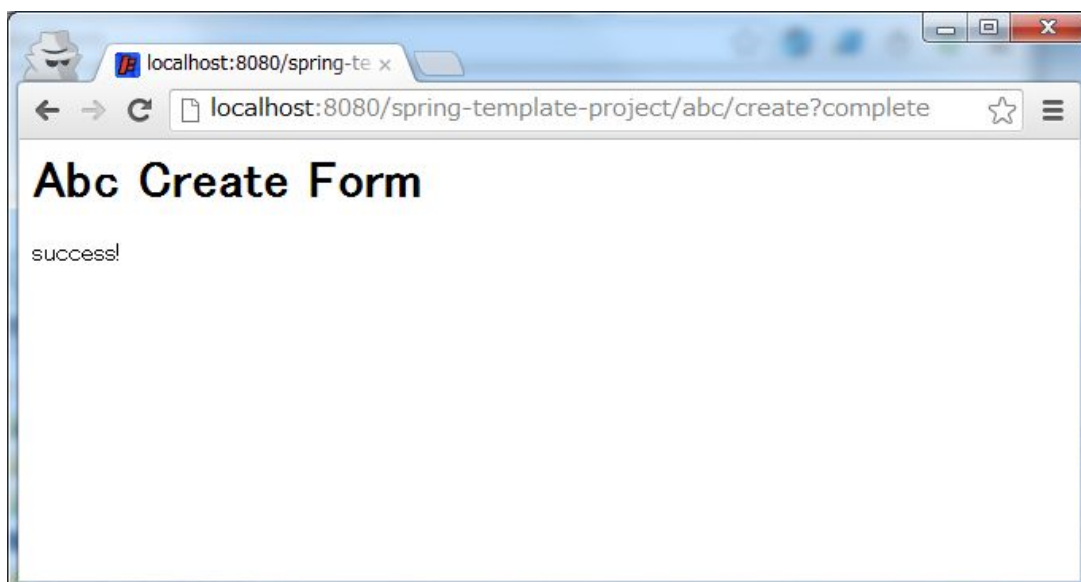 localhost:8080/spring-te
localhost:8080/spring-template-project/abc/create?complete
Abc Create Form
success!